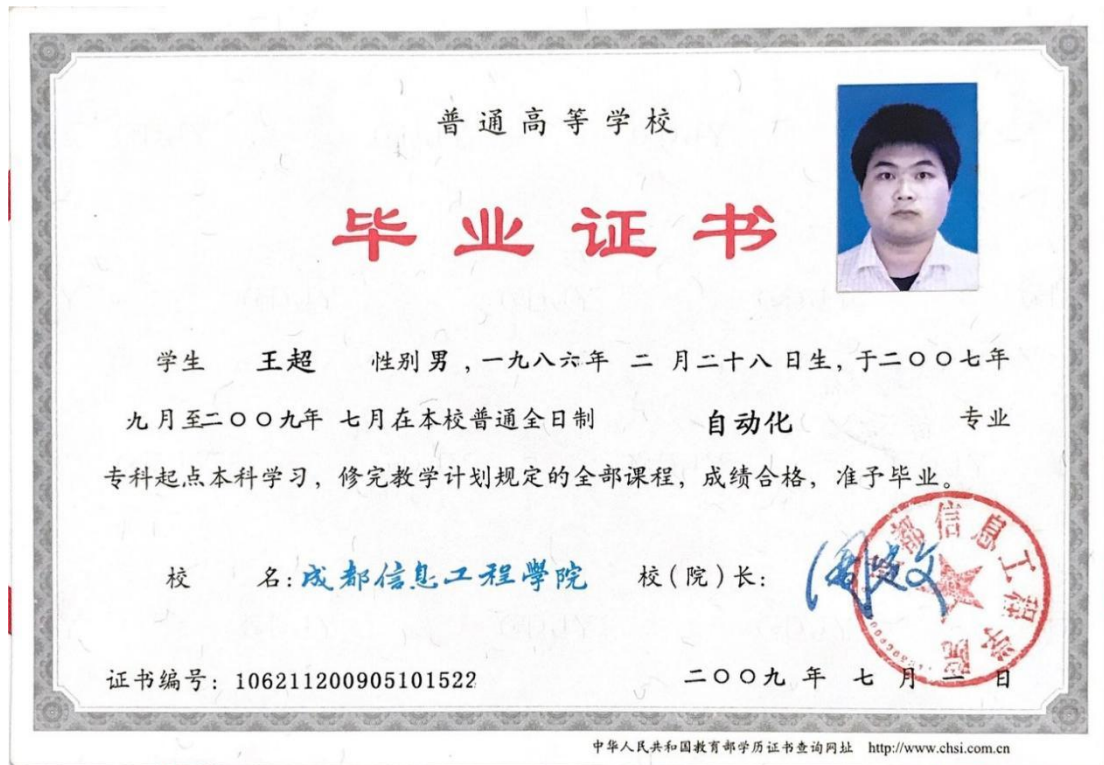 普通高等学校
毕业证书
学生 王超 性别男，一九八六年 二 月二十八 日生，于二〇〇七年
九月至二〇〇九年 七月在本校普通全日制 自动化 专业
专科起点本科学习，修完教学计划规定的全部课程，成绩合格，准予毕业。
校 名：成都信息工程學院 校（院）长：
都信息工程学院
证书编号：106211200905101522 二〇〇九 年 七 月 一 日
中华人民共和国教育部学历证书查询网址 http://www.chsi.com.cn